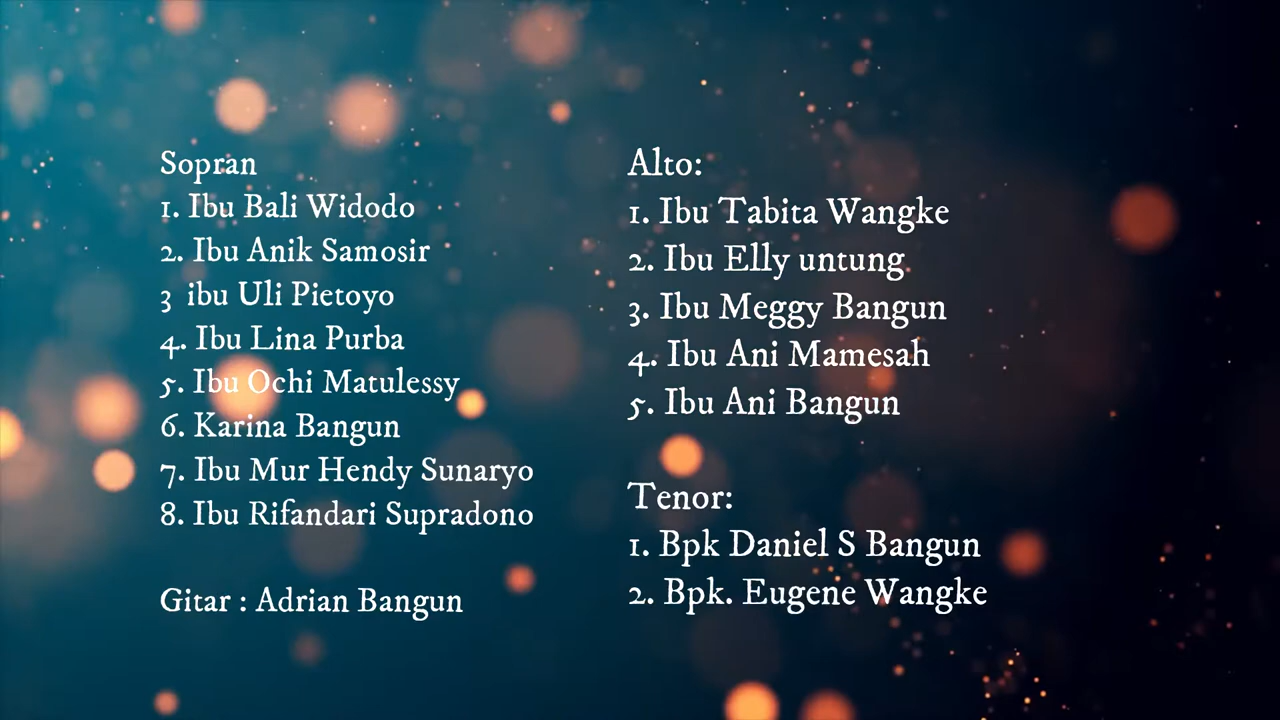 Sopran
1. Ibu Bali Widodo
2. Ibu Anik Samosir
3 ibu Uli Pietoyo
4. Ibu Lina Purba
5. Ibu Ochi Matulessy
6. Karina Bangun
7. Ibu Mur Hendy Sunaryo
8. Ibu Rifandari Supradono
Gitar : Adrian Bangun
Alto:
1. Ibu Tabita Wangke
2. Ibu Elly untung
3. Ibu Meggy Bangun
4. Ibu Ani Mamesah
5. Ibu Ani Bangun
Tenor:
1. Bpk Daniel S Bangun
2. Bpk. Eugene Wangke